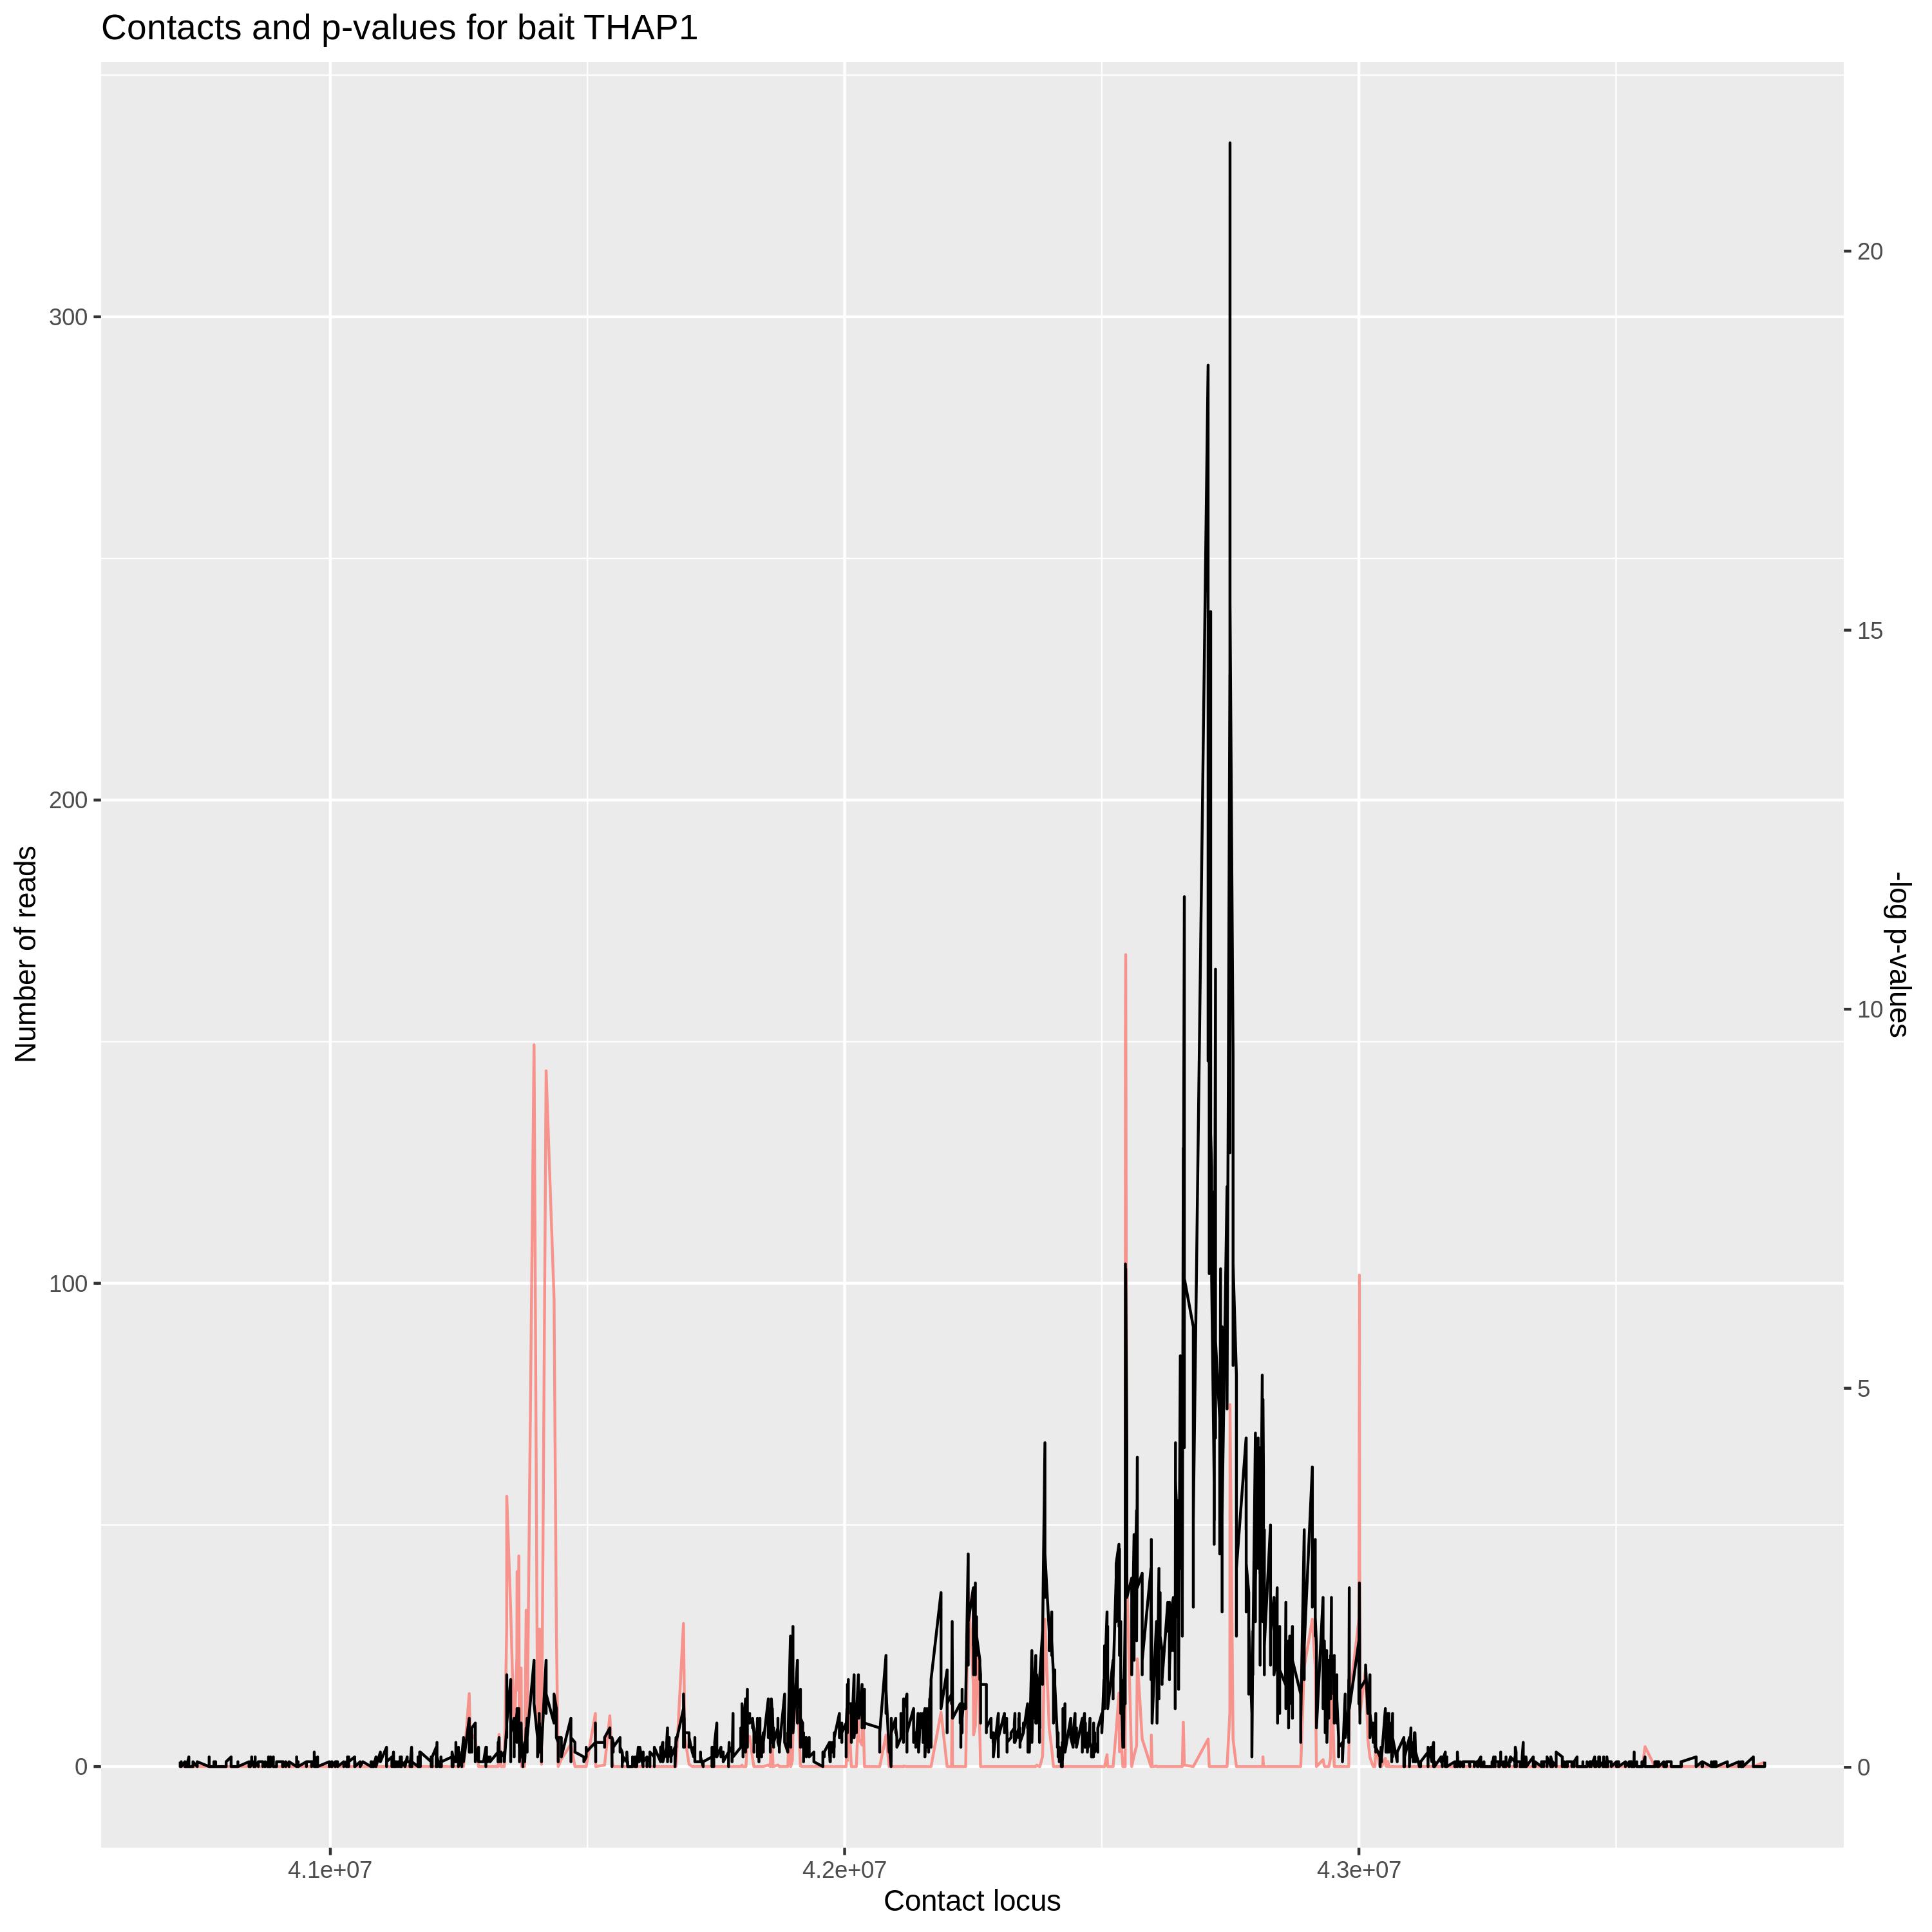 Contacts and p-values for bait THAP1
Number of reads
300
200
100
0
20
15
10
5
0
-log p-values
4.1e+07
4.2e+07
4.3e+07
Contact locus